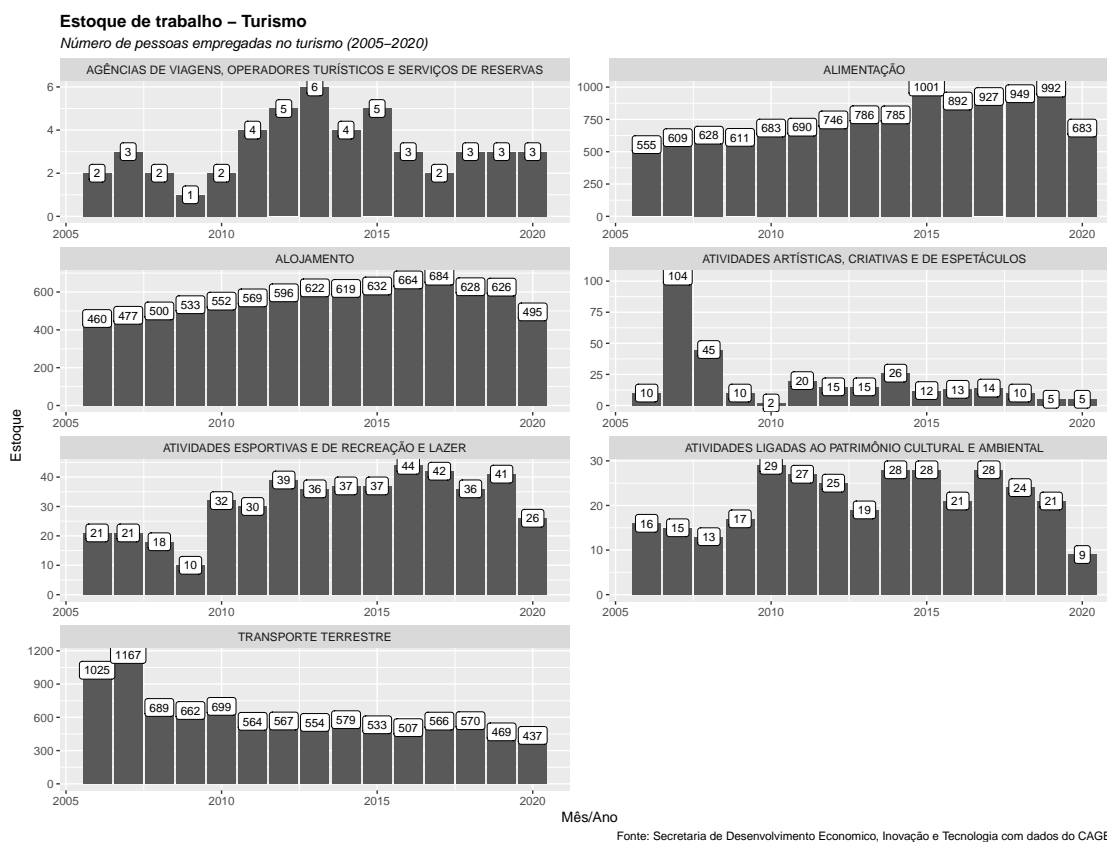 Estoque de trabalho − Turismo
Número de pessoas empregadas no turismo (2005−2020)
AGÊNCIAS DE VIAGENS, OPERADORES TURÍSTICOS E SERVIÇOS DE RESERVAS
6
4
2
0
2 3 2 1 2 4 5 6 4 5 3 2 3 3 3
2005 2010 2015 2020
ALIMENTAÇÃO
1000
750
500
250
0
555 609 628 611 683 690 746 786 785 1001 892 927 949 992 683
2005 2010 2015 2020
ALOJAMENTO
600
400
200
0
460 477 500 533 552 569 596 622 619 632 664 684 628 626 495
2005 2010 2015 2020
ATIVIDADES ARTÍSTICAS, CRIATIVAS E DE ESPETÁCULOS
100
75
50
25
0
10 104 45 10 2 20 15 15 26 12 13 14 10 5 5
2005 2010 2015 2020
Estoque
ATIVIDADES ESPORTIVAS E DE RECREAÇÃO E LAZER
40
30
20
10
0
21 21 18 10 32 30 39 36 37 37 44 42 36 41 26
2005 2010 2015 2020
ATIVIDADES LIGADAS AO PATRIMÔNIO CULTURAL E AMBIENTAL
30
20
10
0
16 15 13 17 29 27 25 19 28 28 21 28 24 21 9
2005 2010 2015 2020
TRANSPORTE TERRESTRE
1200
900
600
300
0
1025 1167 689 662 699 564 567 554 579 533 507 566 570 469 437
2005 2010 2015 2020
Mês/Ano
Fonte: Secretaria de Desenvolvimento Economico, Inovação e Tecnologia com dados do CAGE